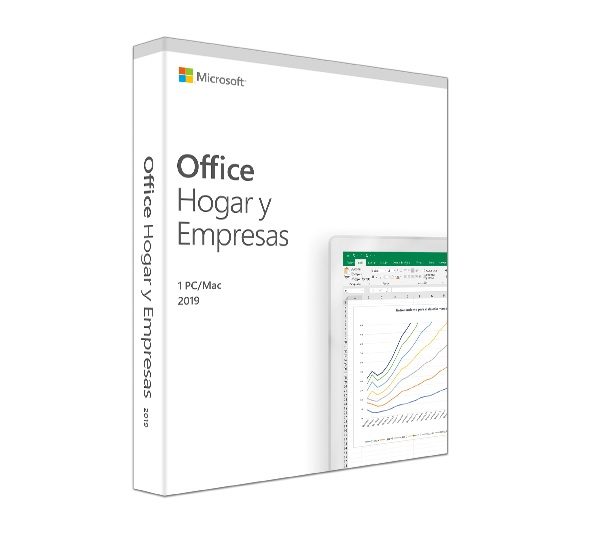 Microsoft
Office
Hogar y
Empresas
1 PC/Mac
2019
Office Hogar y Empresas 2019